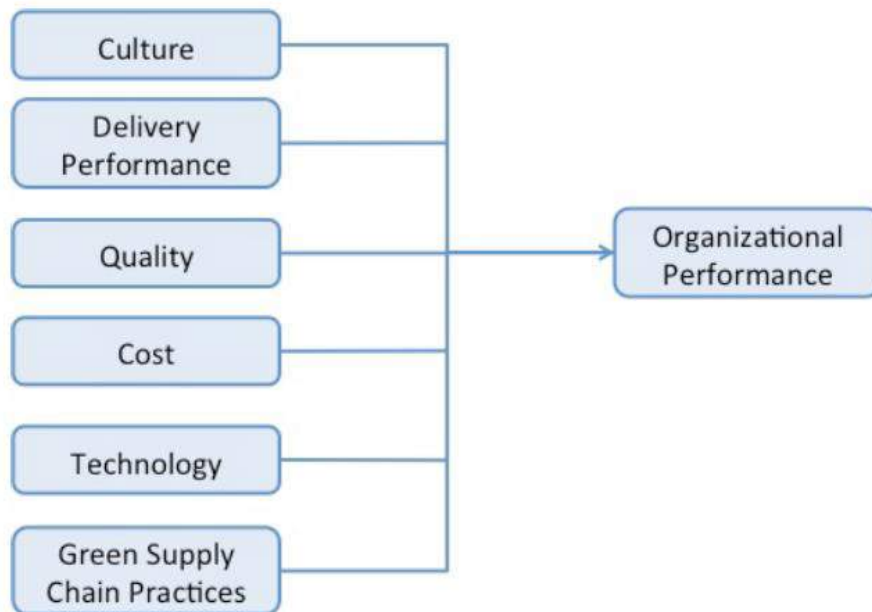 Culture
Delivery
Performance
Quality
Cost
Technology
Green Supply
Chain Practices
Organizational
Performance